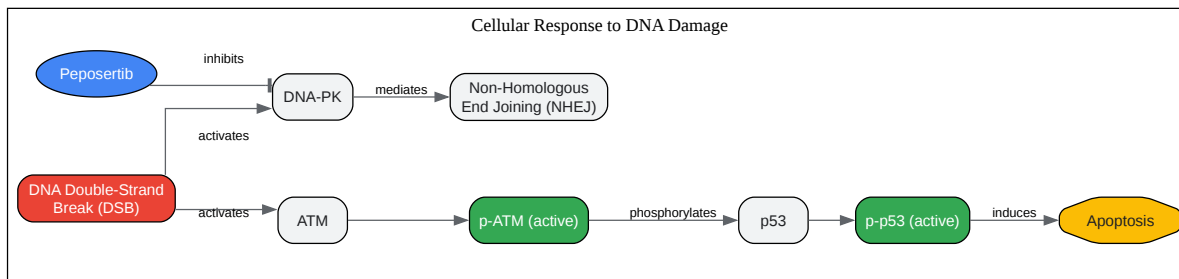 Cellular Response to DNA Damage
Peposertib
inhibits
DNA-PK
mediates
Non-Homologous
End Joining (NHEJ)
activates
DNA Double-Strand
Break (DSB)
activates
ATM
p-ATM (active)
phosphorylates
p53
p-p53 (active)
induces
Apoptosis